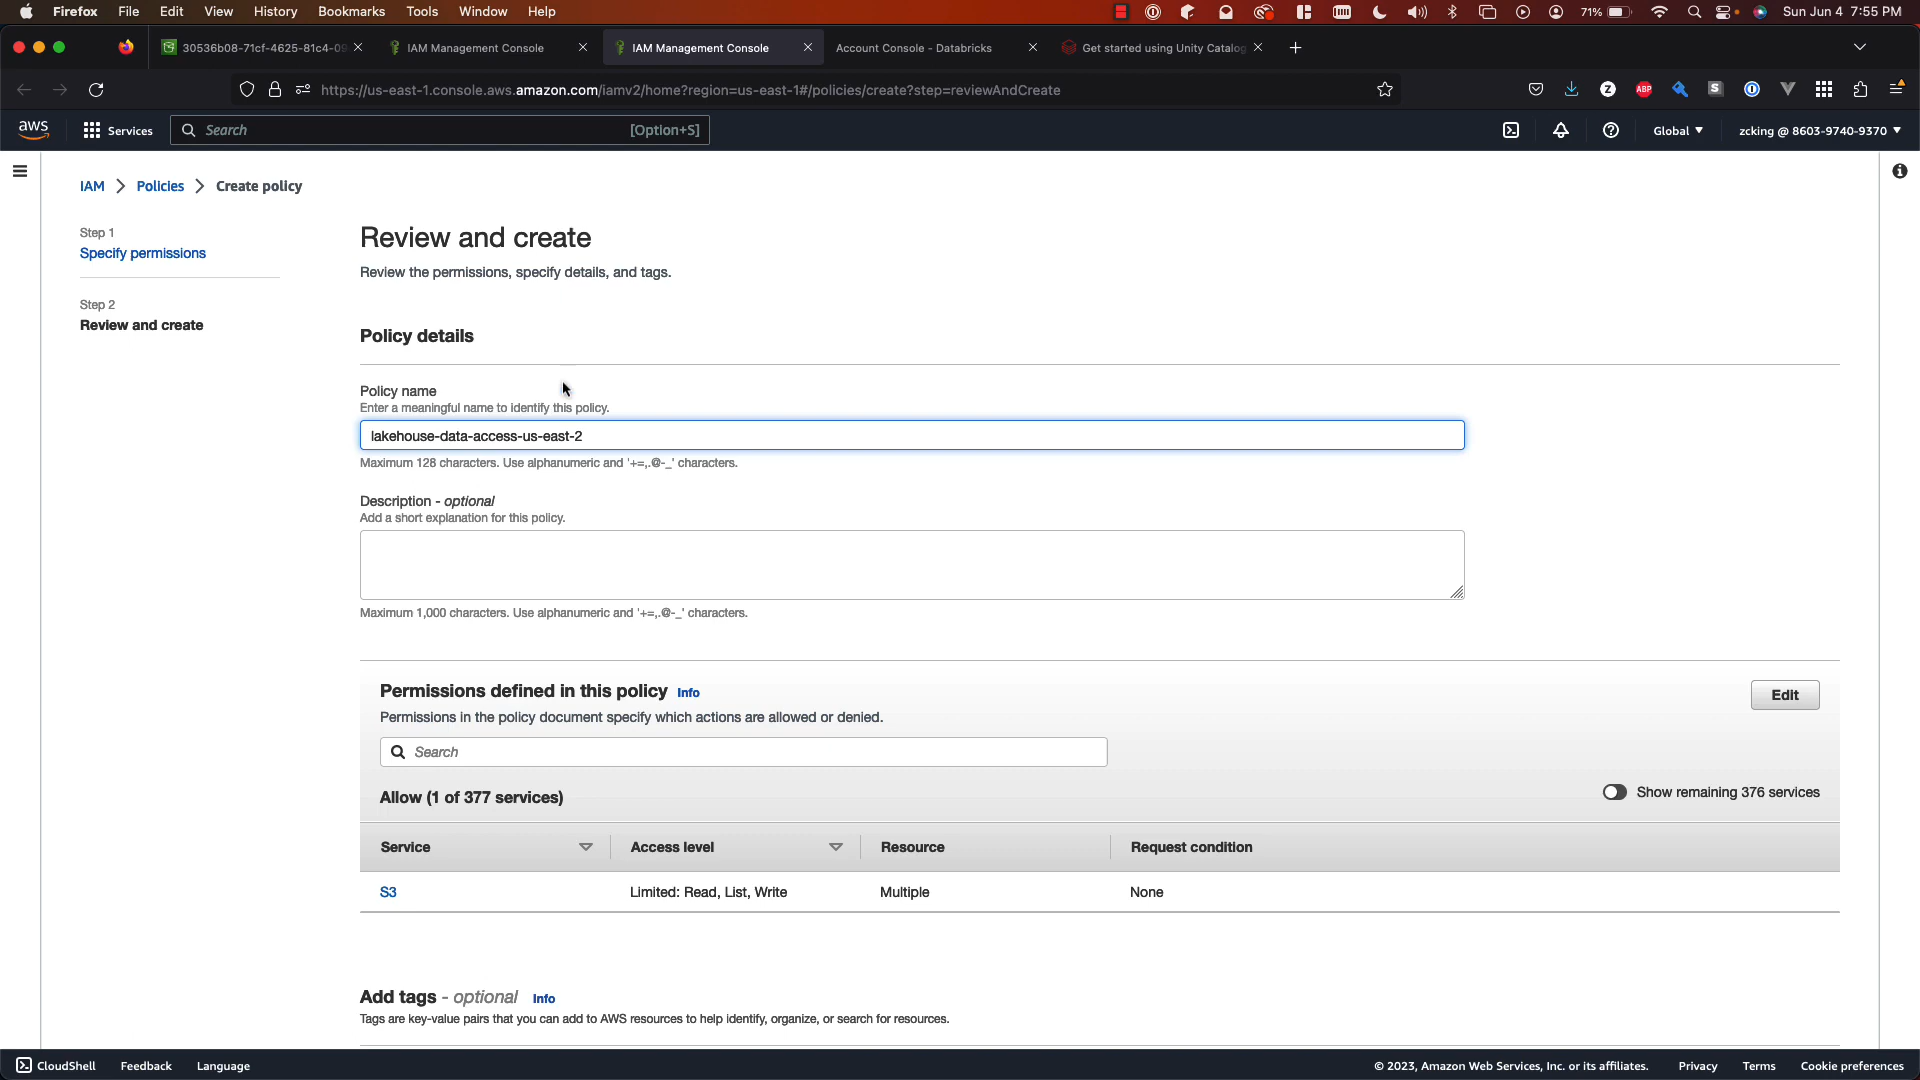 Firefox File Edit View History Bookmarks Tools Window Help 71% Sun Jun 4 7:55 PM
30536b08-71cf-4625-81c4-09 IAM Management Console IAM Management Console Account Console - Databricks Get started using Unity Catalog
https://us-east-1.console.aws.amazon.com/iamv2/home?region=us-east-1#/policies/create?step=reviewAndCreate
aws Services Search [Option+S] Global zcking @ 8603-9740-9370
IAM Policies Create policy
Step 1
Specify permissions
Step 2
Review and create
Review and create
Review the permissions, specify details, and tags.
Policy details
Policy name
Enter a meaningful name to identify this policy.
lakehouse-data-access-us-east-2
Maximum 128 characters. Use alphanumeric and '+=,.@-_' characters.
Description - optional
Add a short explanation for this policy.
Maximum 1,000 characters. Use alphanumeric and '+=,.@-_' characters.
Permissions defined in this policy Info
Edit
Permissions in the policy document specify which actions are allowed or denied.
Search
Allow (1 of 377 services)
Show remaining 376 services
Service Access level Resource Request condition
S3 Limited: Read, List, Write Multiple None
Add tags - optional Info
Tags are key-value pairs that you can add to AWS resources to help identify, organize, or search for resources.
CloudShell Feedback Language © 2023, Amazon Web Services, Inc. or its affiliates. Privacy Terms Cookie preferences